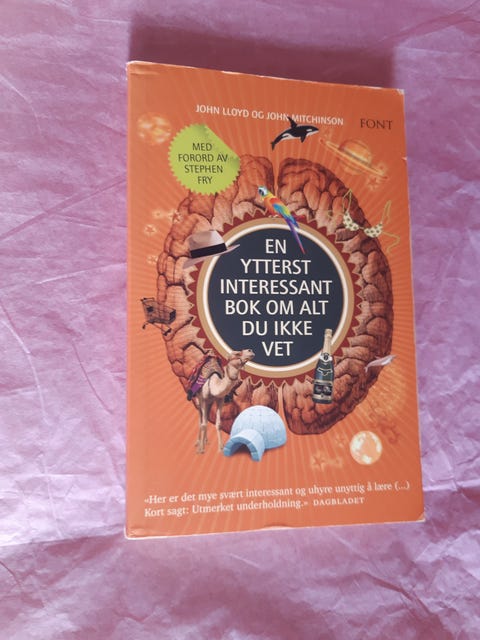 JOHN LLOYD OG JOHN MITCHINSON
FONT
MED
FORORD AV
STEPHEN
FRY
EN
YTTERST
INTERESSANT
BOK OM ALT
DU IKKE
VET
«Her er det mye svært interessant og uhyre unyttig å lære (...)
Kort sagt: Utmerket underholdning.» DAGBLADET